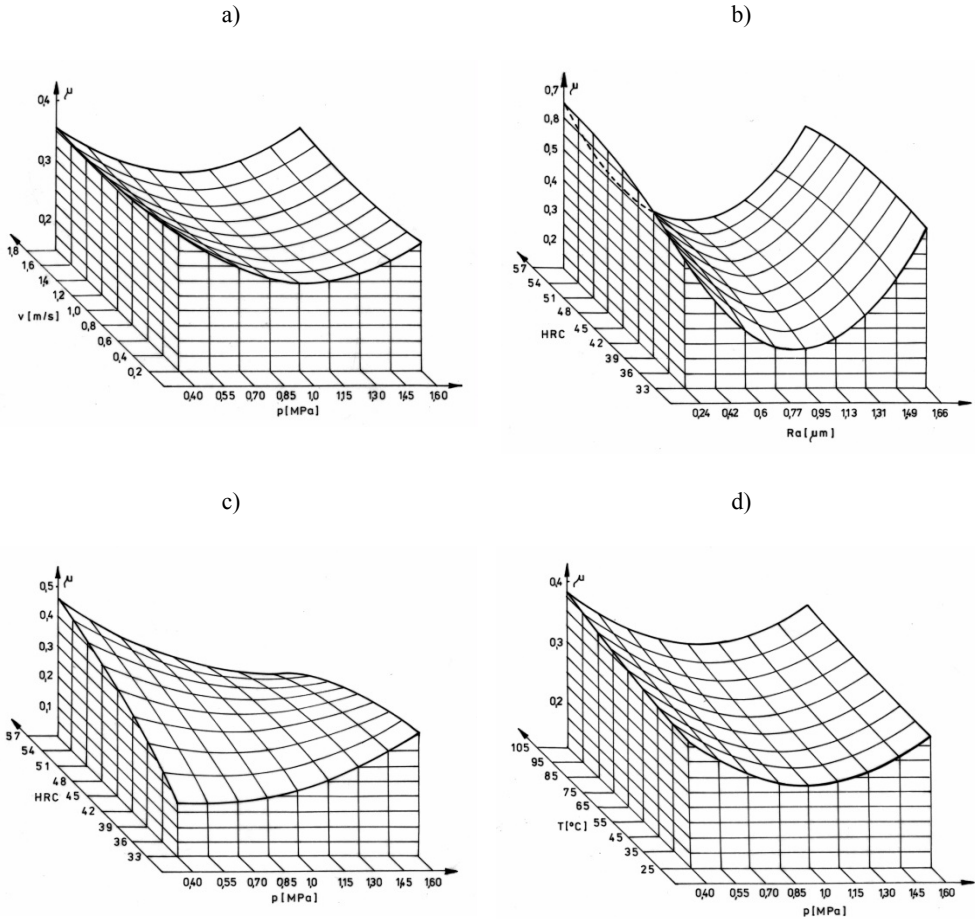 a)
b)
μ
0,4
0,3
0,2
1,8
1,6
1,4
1,2
1,0
0,8
0,6
0,4
0,2
v [m/s]
0,40 0,55 0,70 0,85 1,0 1,15 1,30 1,45 1,60
p [MPa]
μ
0,7
0,8
0,5
0,4
0,3
0,2
57
54
51
48
45
42
39
36
33
HRC
0,24 0,42 0,6 0,77 0,95 1,13 1,31 1,49 1,66
Ra [μm]
c)
d)
μ
0,5
0,4
0,3
0,2
0,1
57
54
51
48
45
42
39
36
33
HRC
0,40 0,55 0,70 0,85 1,0 1,15 1,30 1,45 1,60
p [MPa]
μ
0,4
0,3
0,2
105
95
85
75
65
55
45
35
25
T [°C]
0,40 0,55 0,70 0,85 1,0 1,15 1,30 1,45 1,60
p [MPa]